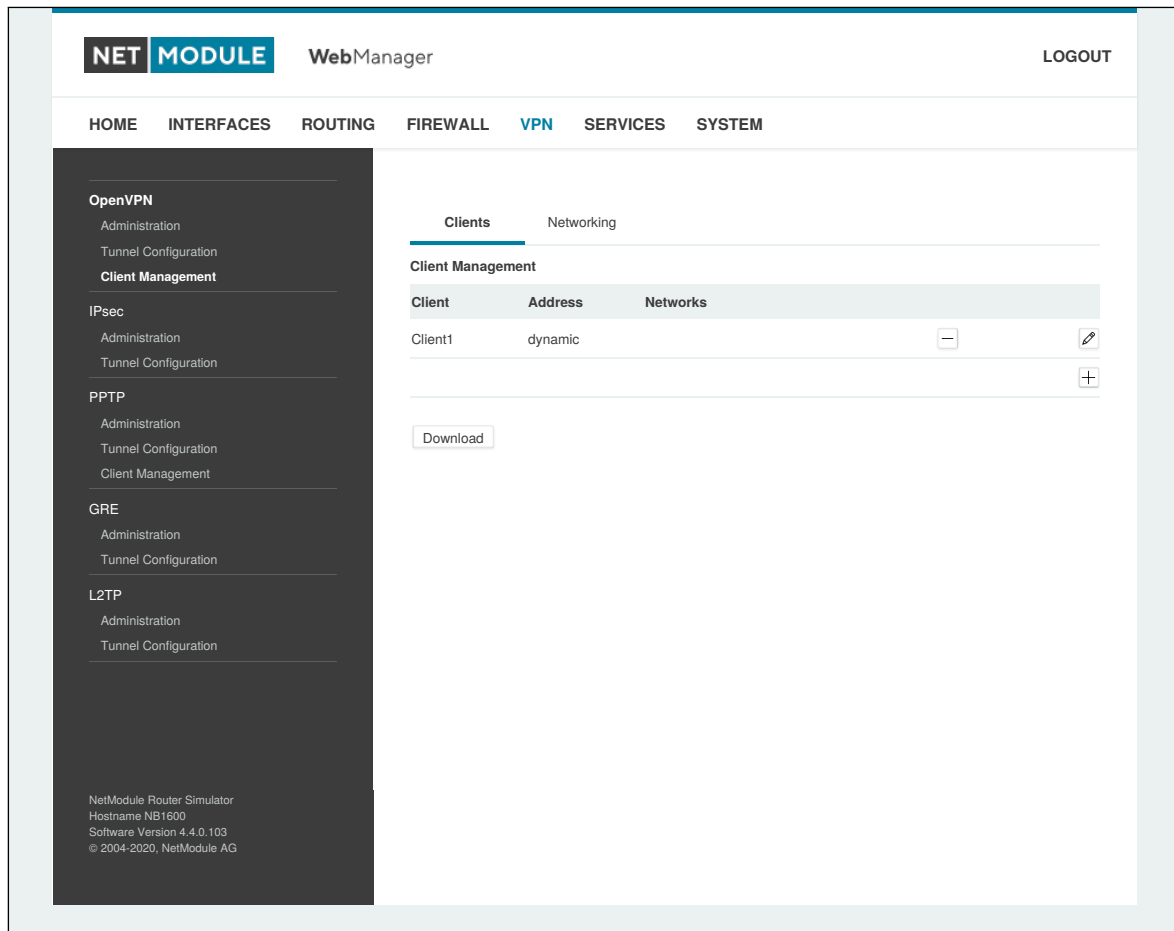 NET MODULE WebManager LOGOUT
HOME INTERFACES ROUTING FIREWALL VPN SERVICES SYSTEM
OpenVPN
Administration
Tunnel Configuration
Client Management
IPsec
Administration
Tunnel Configuration
PPTP
Administration
Tunnel Configuration
Client Management
GRE
Administration
Tunnel Configuration
L2TP
Administration
Tunnel Configuration
NetModule Router Simulator
Hostname NB1600
Software Version 4.4.0.103
© 2004-2020, NetModule AG
Clients Networking
Client Management
Client Address Networks
Client1 dynamic
Download